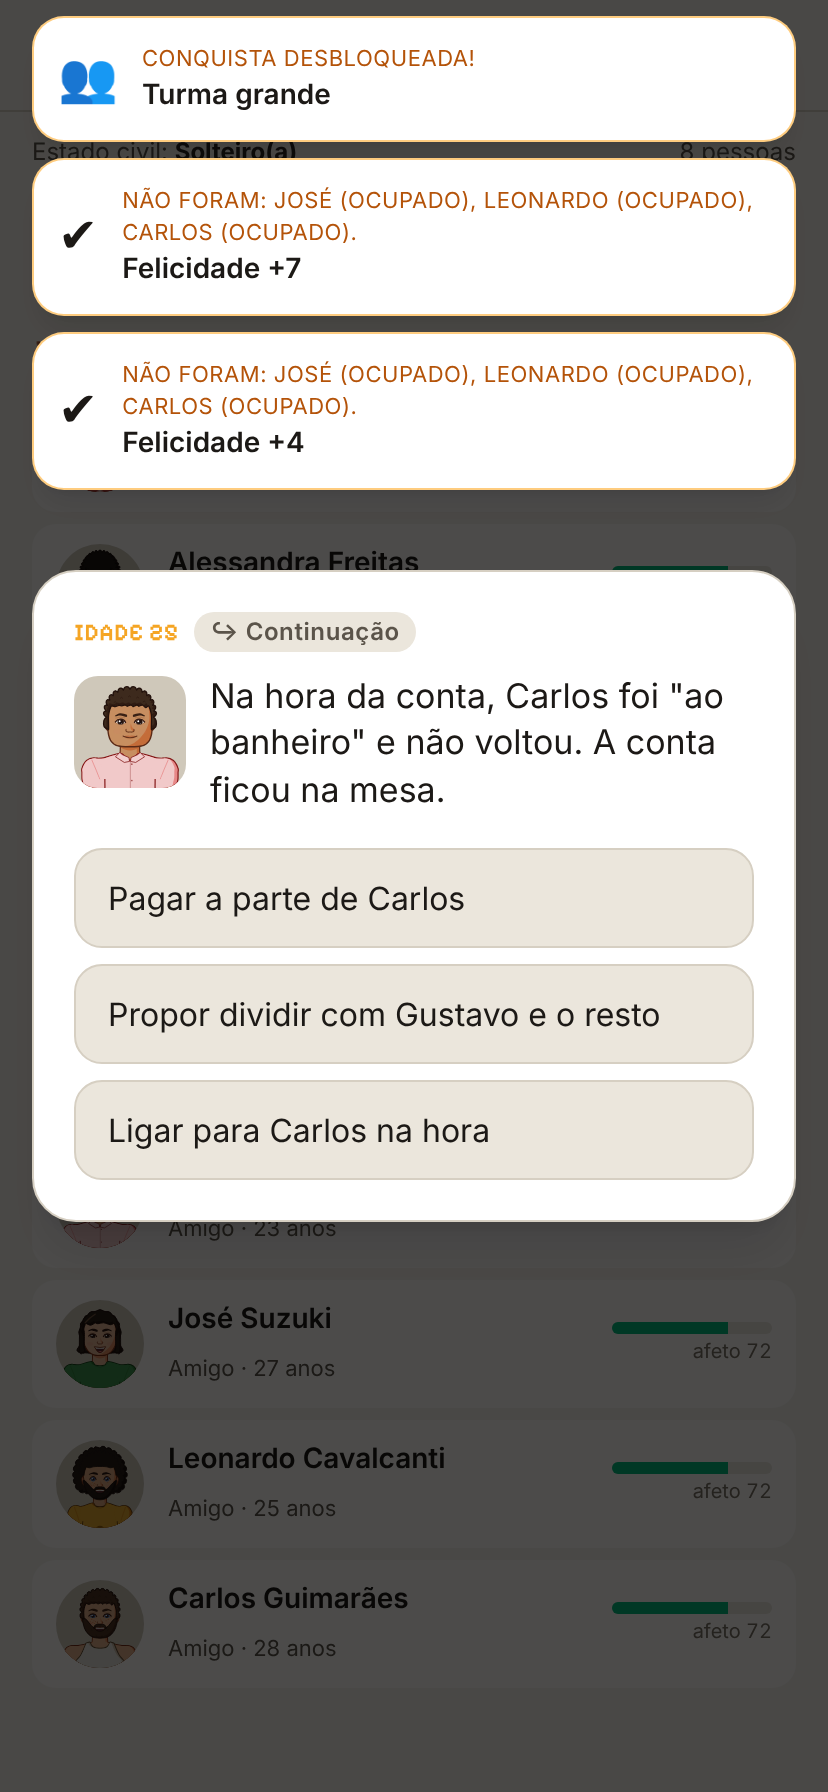 CONQUISTA DESBLOQUEADA!
Turma grande
Estado civil: Solteiro(a)
8 pessoas
NÃO FORAM: JOSÉ (OCUPADO), LEONARDO (OCUPADO),
CARLOS (OCUPADO).
Felicidade +7
NÃO FORAM: JOSÉ (OCUPADO), LEONARDO (OCUPADO),
CARLOS (OCUPADO).
Felicidade +4
Alessandra Freitas
IDADE 28
↪ Continuação
Na hora da conta, Carlos foi "ao
banheiro" e não voltou. A conta
ficou na mesa.
Pagar a parte de Carlos
Propor dividir com Gustavo e o resto
Ligar para Carlos na hora
Amigo · 23 anos
José Suzuki
afeto 72
Amigo · 27 anos
Leonardo Cavalcanti
afeto 72
Amigo · 25 anos
Carlos Guimarães
afeto 72
Amigo · 28 anos